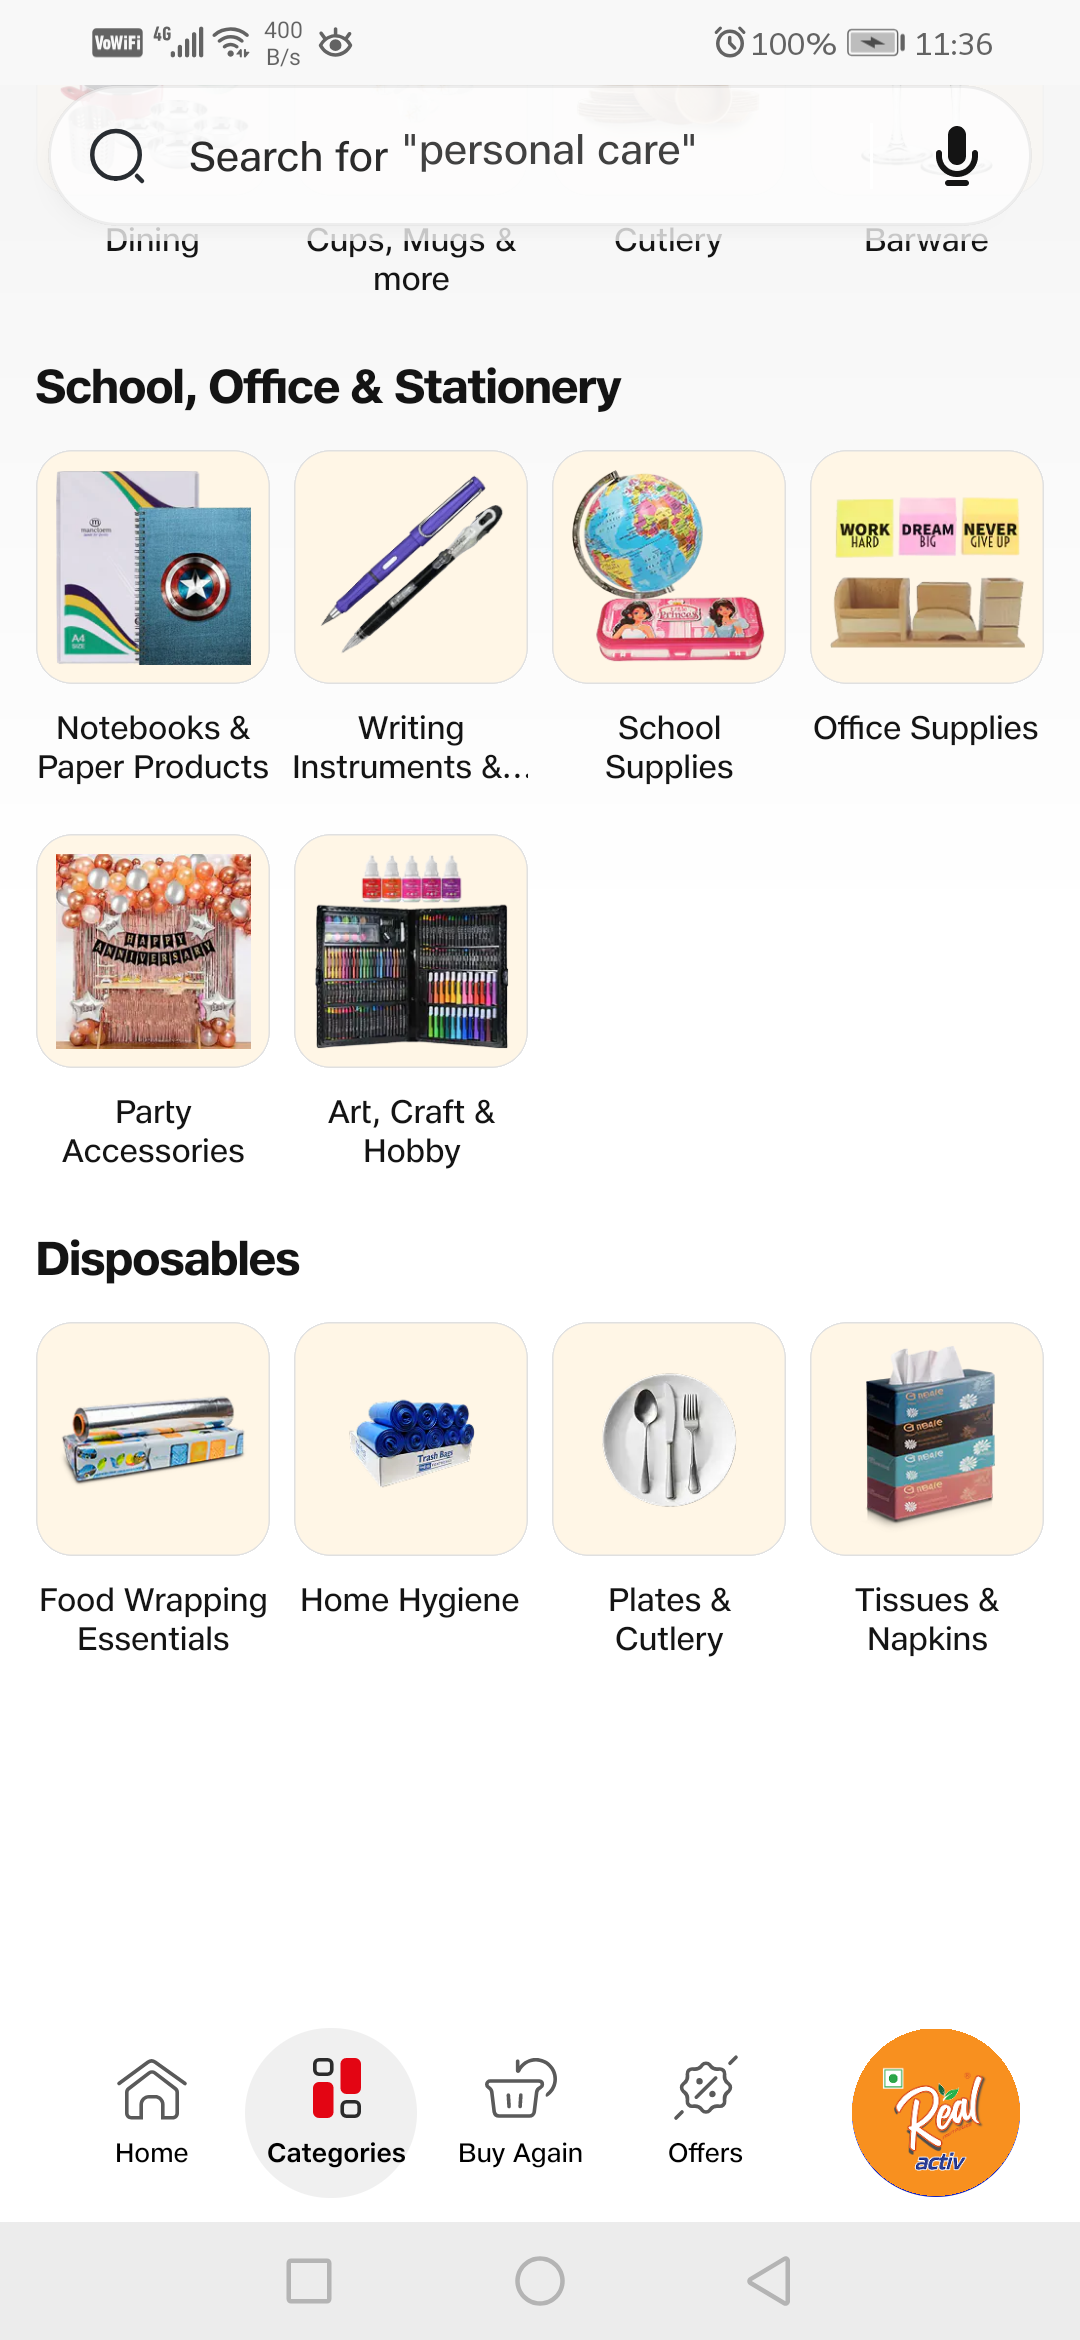 VoWiFi 4G 400 B/s 100% 11:36
Search for "personal care"
Dining
Cups, Mugs & more
Cutlery
Barware
School, Office & Stationery
A4 SIZE
WORK HARD
DREAM BIG
NEVER GIVE UP
Princess
Notebooks & Paper Products
Writing Instruments &...
School Supplies
Office Supplies
HAPPY
ANNIVERSARY
Party Accessories
Art, Craft & Hobby
Disposables
Trash Bags
Food Wrapping Essentials
Home Hygiene
Plates & Cutlery
Tissues & Napkins
Home
Categories
Buy Again
Offers
Real
activ